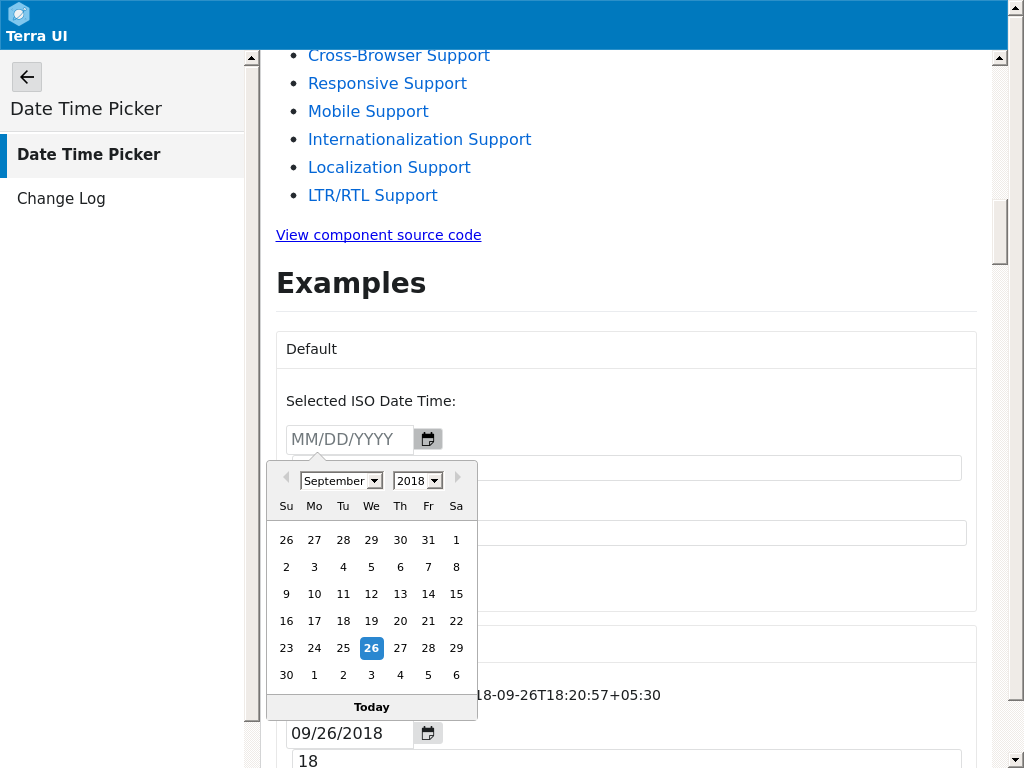 Terra UI
Date Time Picker
Date Time Picker
Change Log
Cross-Browser Support
Responsive Support
Mobile Support
Internationalization Support
Localization Support
LTR/RTL Support
View component source code
Examples
Default
Selected ISO Date Time:
MM/DD/YYYY
September 2018
Su Mo Tu We Th Fr Sa
26 27 28 29 30 31 1
2 3 4 5 6 7 8
9 10 11 12 13 14 15
16 17 18 19 20 21 22
23 24 25 26 27 28 29
30 1 2 3 4 5 6
18-09-26T18:20:57+05:30
Today
09/26/2018
18